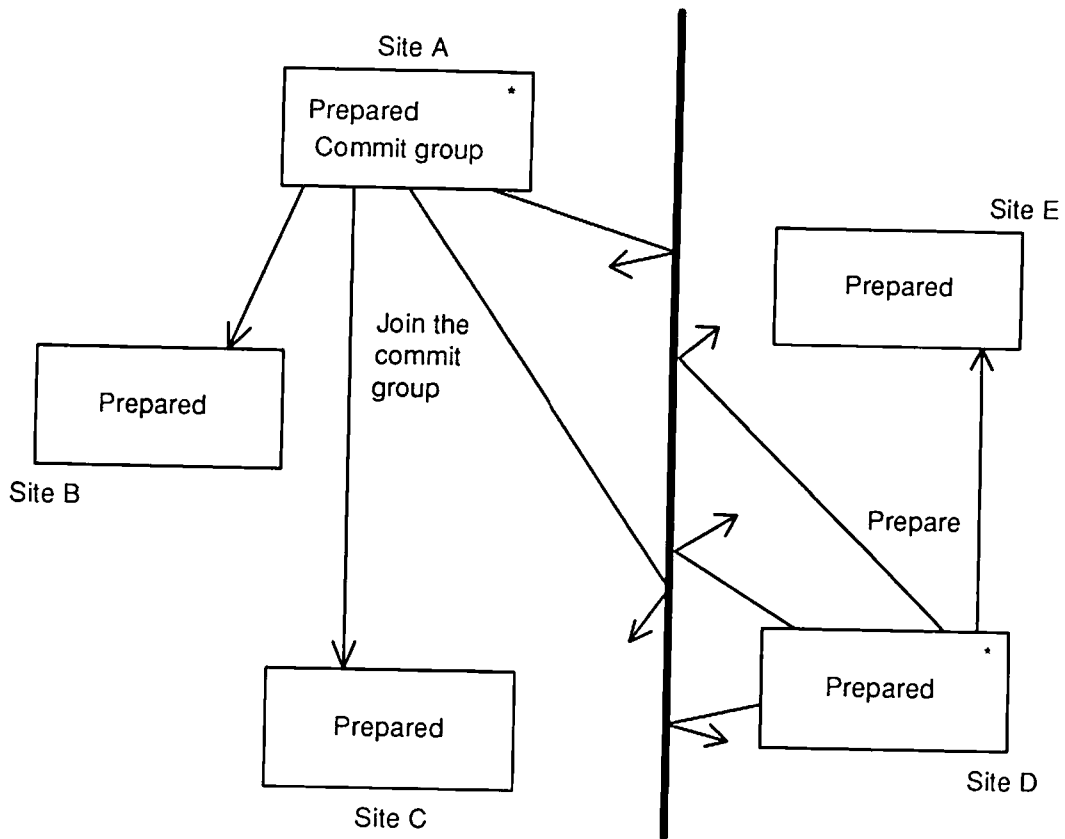 Site A
*
Prepared
Commit group
Site E
Prepared
Join the
commit
group
Prepared
Site B
Prepare
*
Prepared
Prepared
Site D
Site C